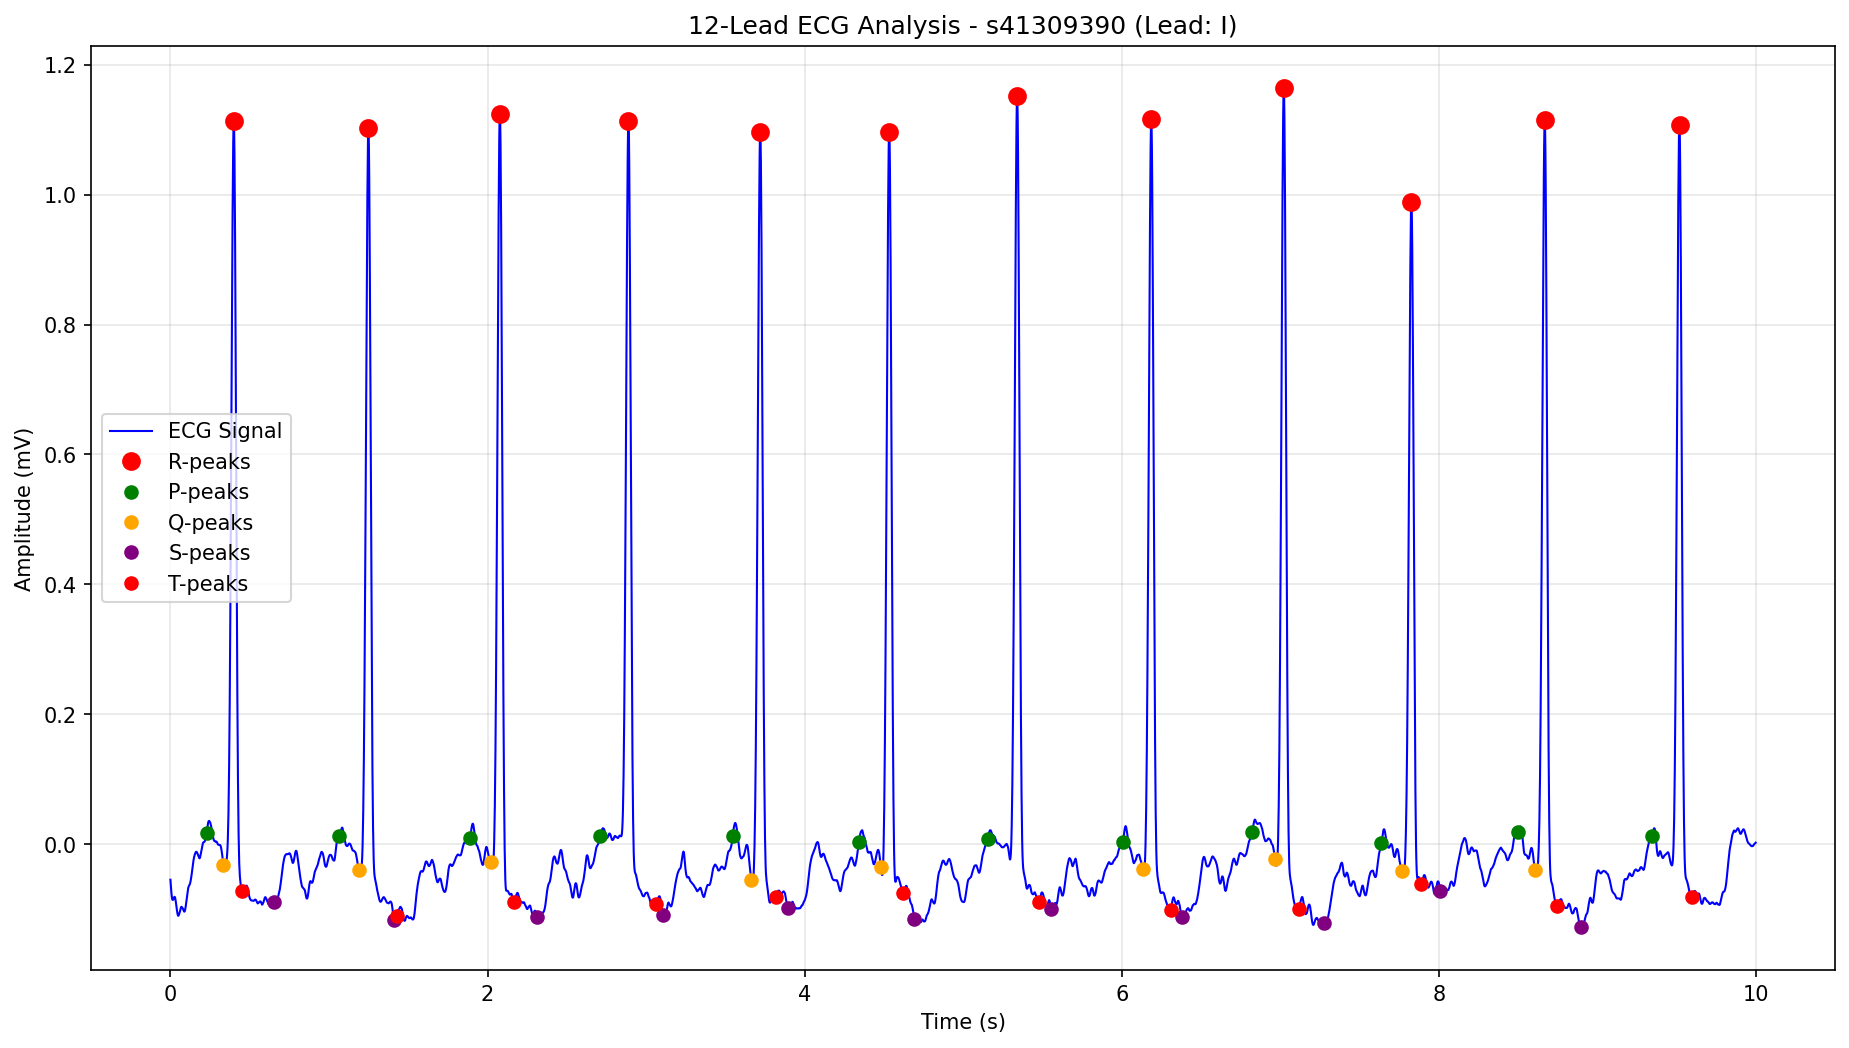 12-Lead ECG Analysis - s41309390 (Lead: I)
1.2
1.0
0.8
0.6
0.4
0.2
0.0
Amplitude (mV)
ECG Signal
R-peaks
P-peaks
Q-peaks
S-peaks
T-peaks
0 2 4 6 8 10
Time (s)